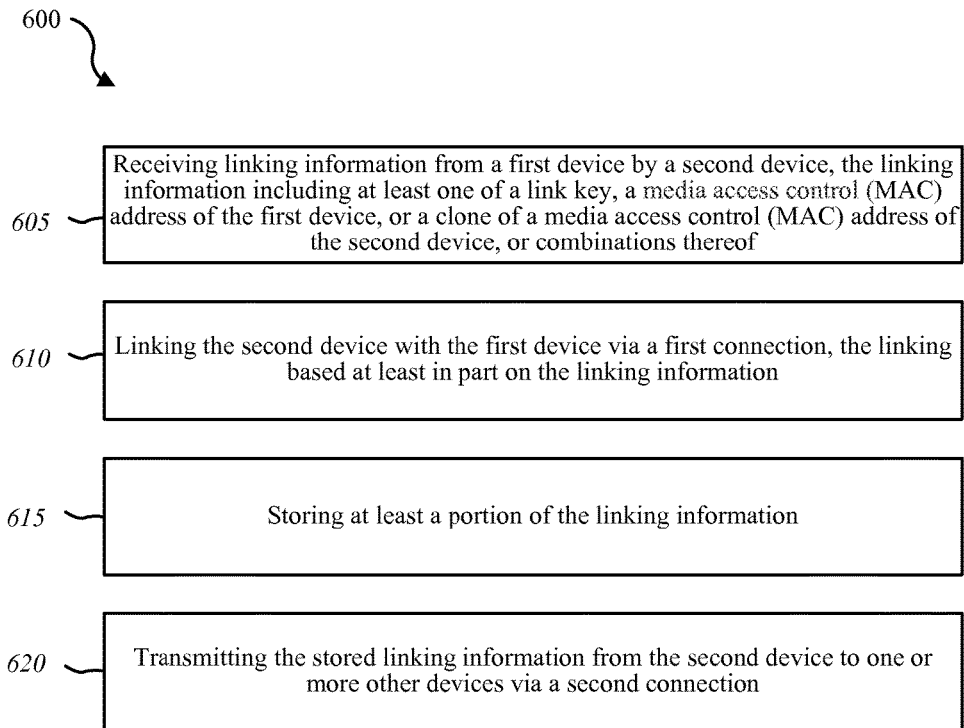 600
Receiving linking information from a first device by a second device, the linking
information including at least one of a link key, a media access control (MAC)
605
address of the first device, or a clone of a media access control (MAC) address of
the second device, or combinations thereof
610
Linking the second device with the first device via a first connection, the linking
based at least in part on the linking information
615
Storing at least a portion of the linking information
620
Transmitting the stored linking information from the second device to one or
more other devices via a second connection